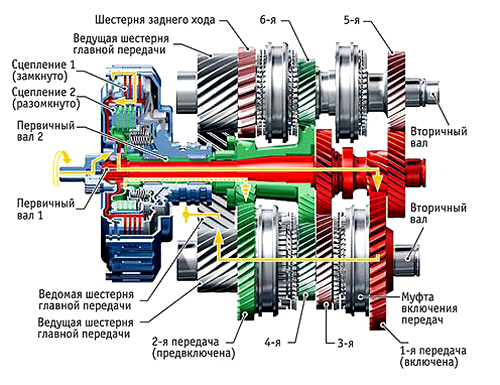 Шестерня заднего хода
6-я
5-я
Ведущая шестерня
главной передачи
Сцепление 1
(замкнуто)
Сцепление 2
(разомкнуто)
Первичный
вал 2
Вторичный
вал
Первичный
вал 1
Вторичный
вал
Ведомая шестерня
главной передачи
Ведущая шестерня
главной передачи
Муфта
включения
передач
2-я передача
(предвключена)
4-я
3-я
1-я передача
(включена)